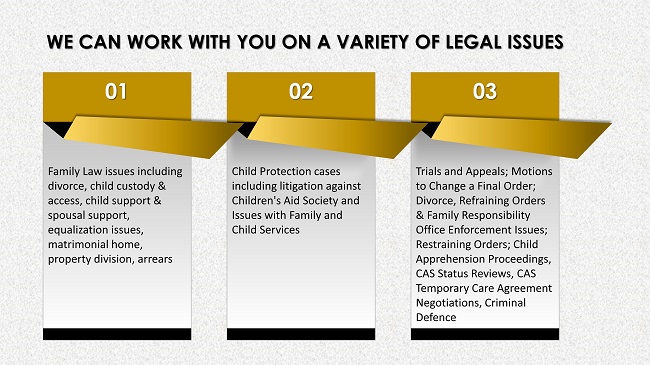 WE CAN WORK WITH YOU ON A VARIETY OF LEGAL ISSUES
01
Family Law issues including
divorce, child custody &
access, child support &
spousal support,
equalization issues,
matrimonial home,
property division, arrears
02
Child Protection cases
including litigation against
Children's Aid Society and
Issues with Family and
Child Services
03
Trials and Appeals; Motions
to Change a Final Order;
Divorce, Refraining Orders
& Family Responsibility
Office Enforcement Issues;
Restraining Orders; Child
Apprehension Proceedings,
CAS Status Reviews, CAS
Temporary Care Agreement
Negotiations, Criminal
Defence